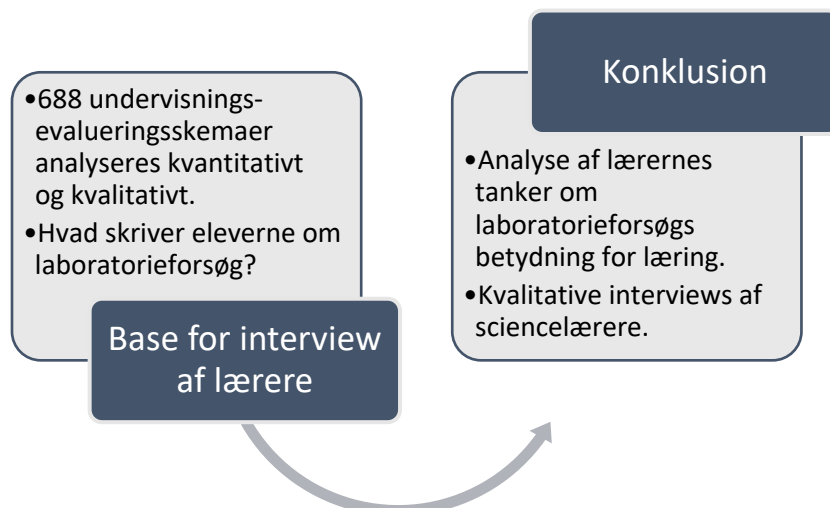 •688 undervisnings-
evalueringsskemaer
analyseres kvantitativt
og kvalitativt.
•Hvad skriver eleverne om
laboratorieforsøg?
Base for interview
af lærere
Konklusion
•Analyse af lærernes
tanker om
laboratorieforsøgs
betydning for læring.
•Kvalitative interviews af
sciencelærere.